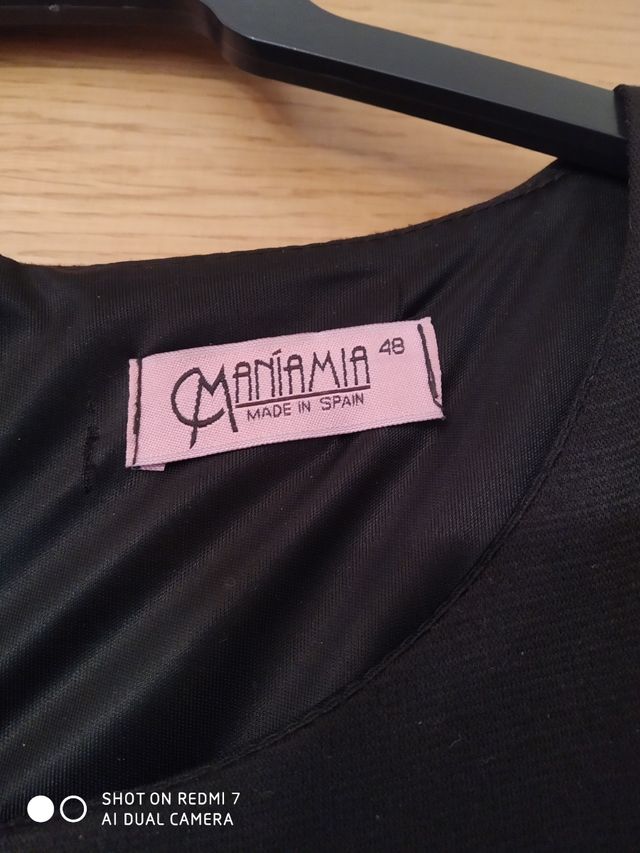 MANÍAMIA 48
MADE IN SPAIN
SHOT ON REDMI 7
AI DUAL CAMERA